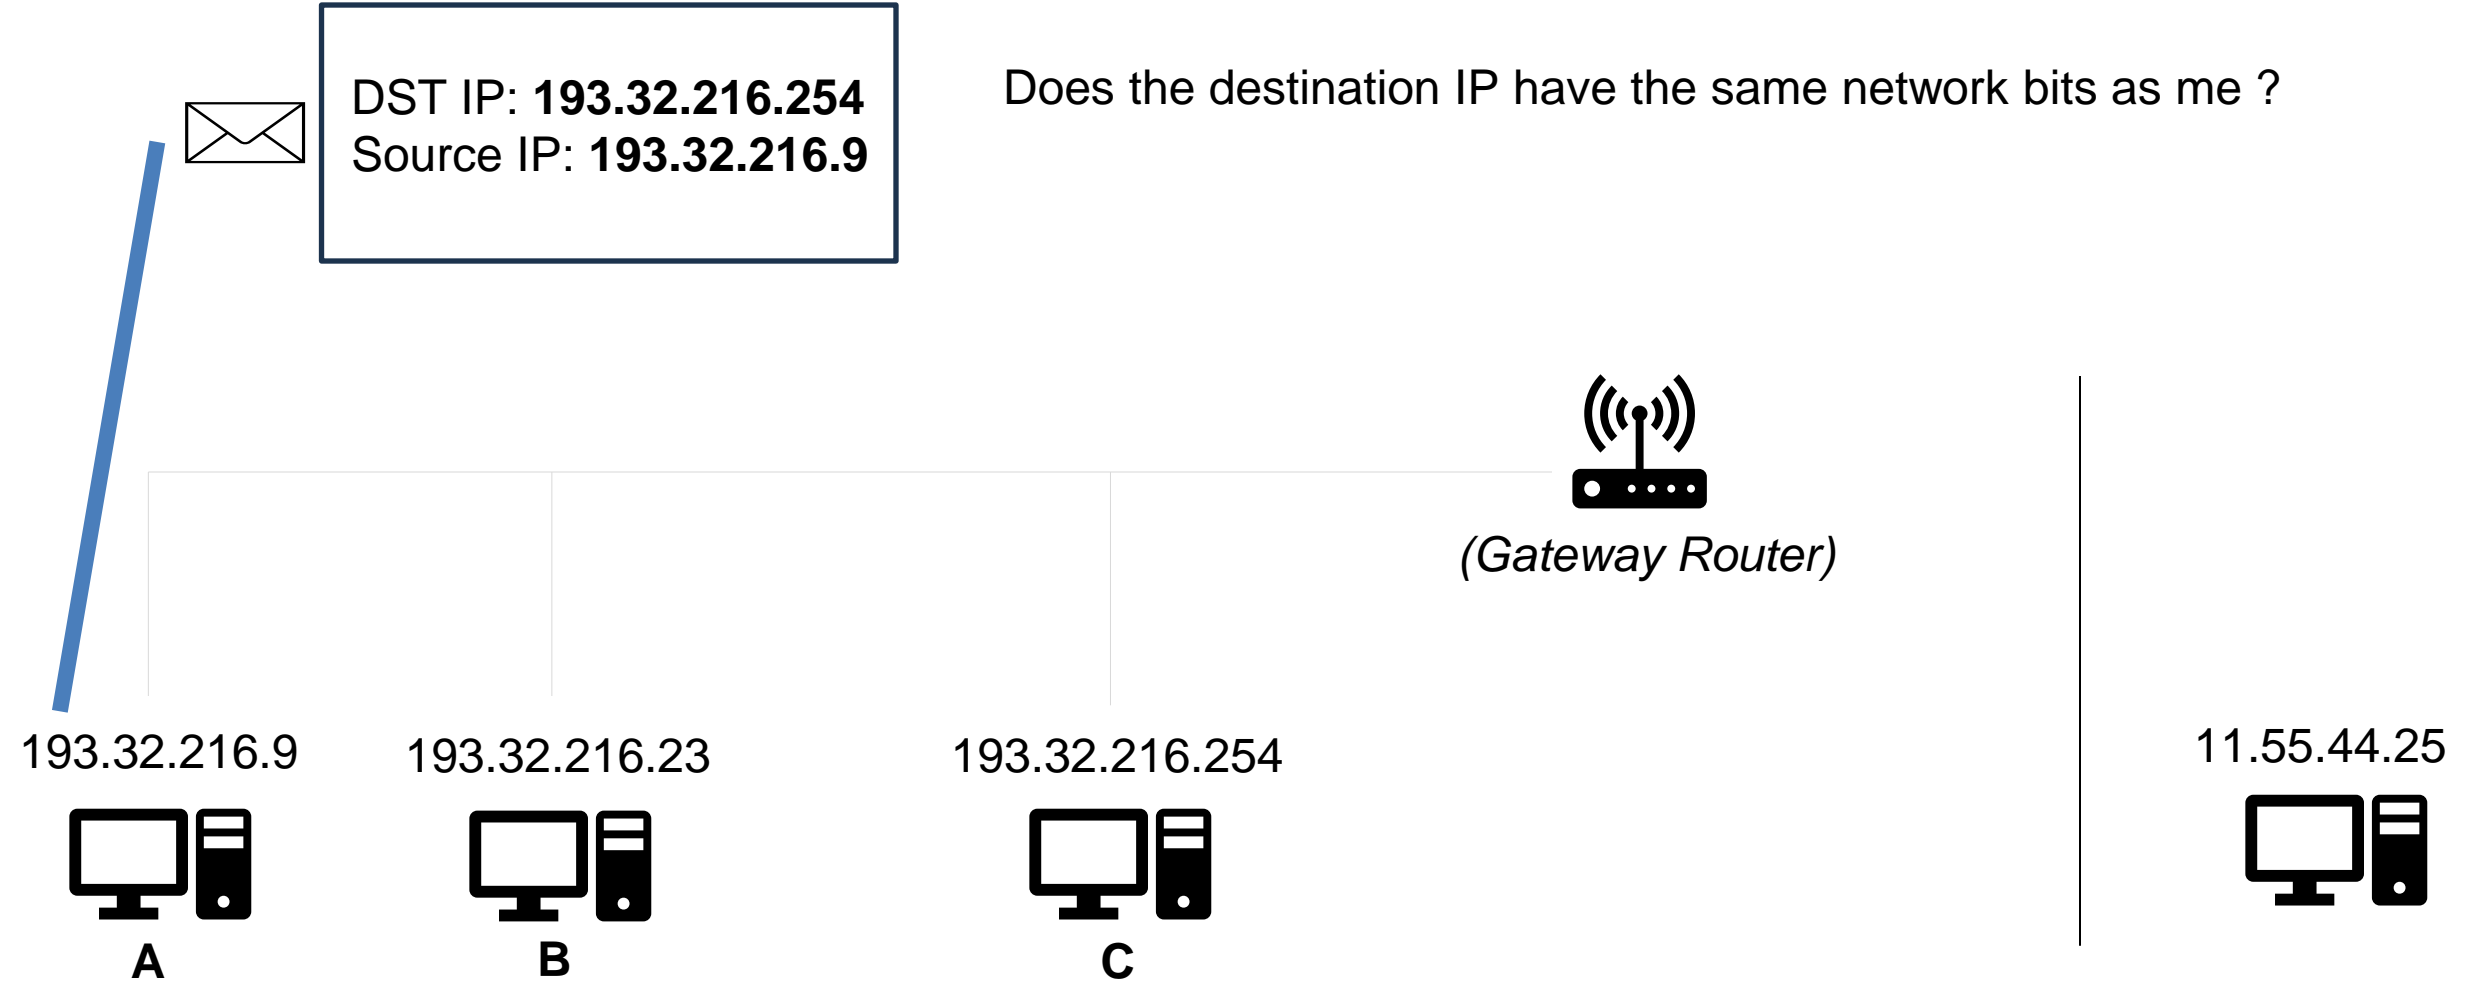 DST IP: 193.32.216.254
Source IP: 193.32.216.9
Does the destination IP have the same network bits as me ?
(Gateway Router)
193.32.216.9
193.32.216.23
193.32.216.254
11.55.44.25
A
B
C